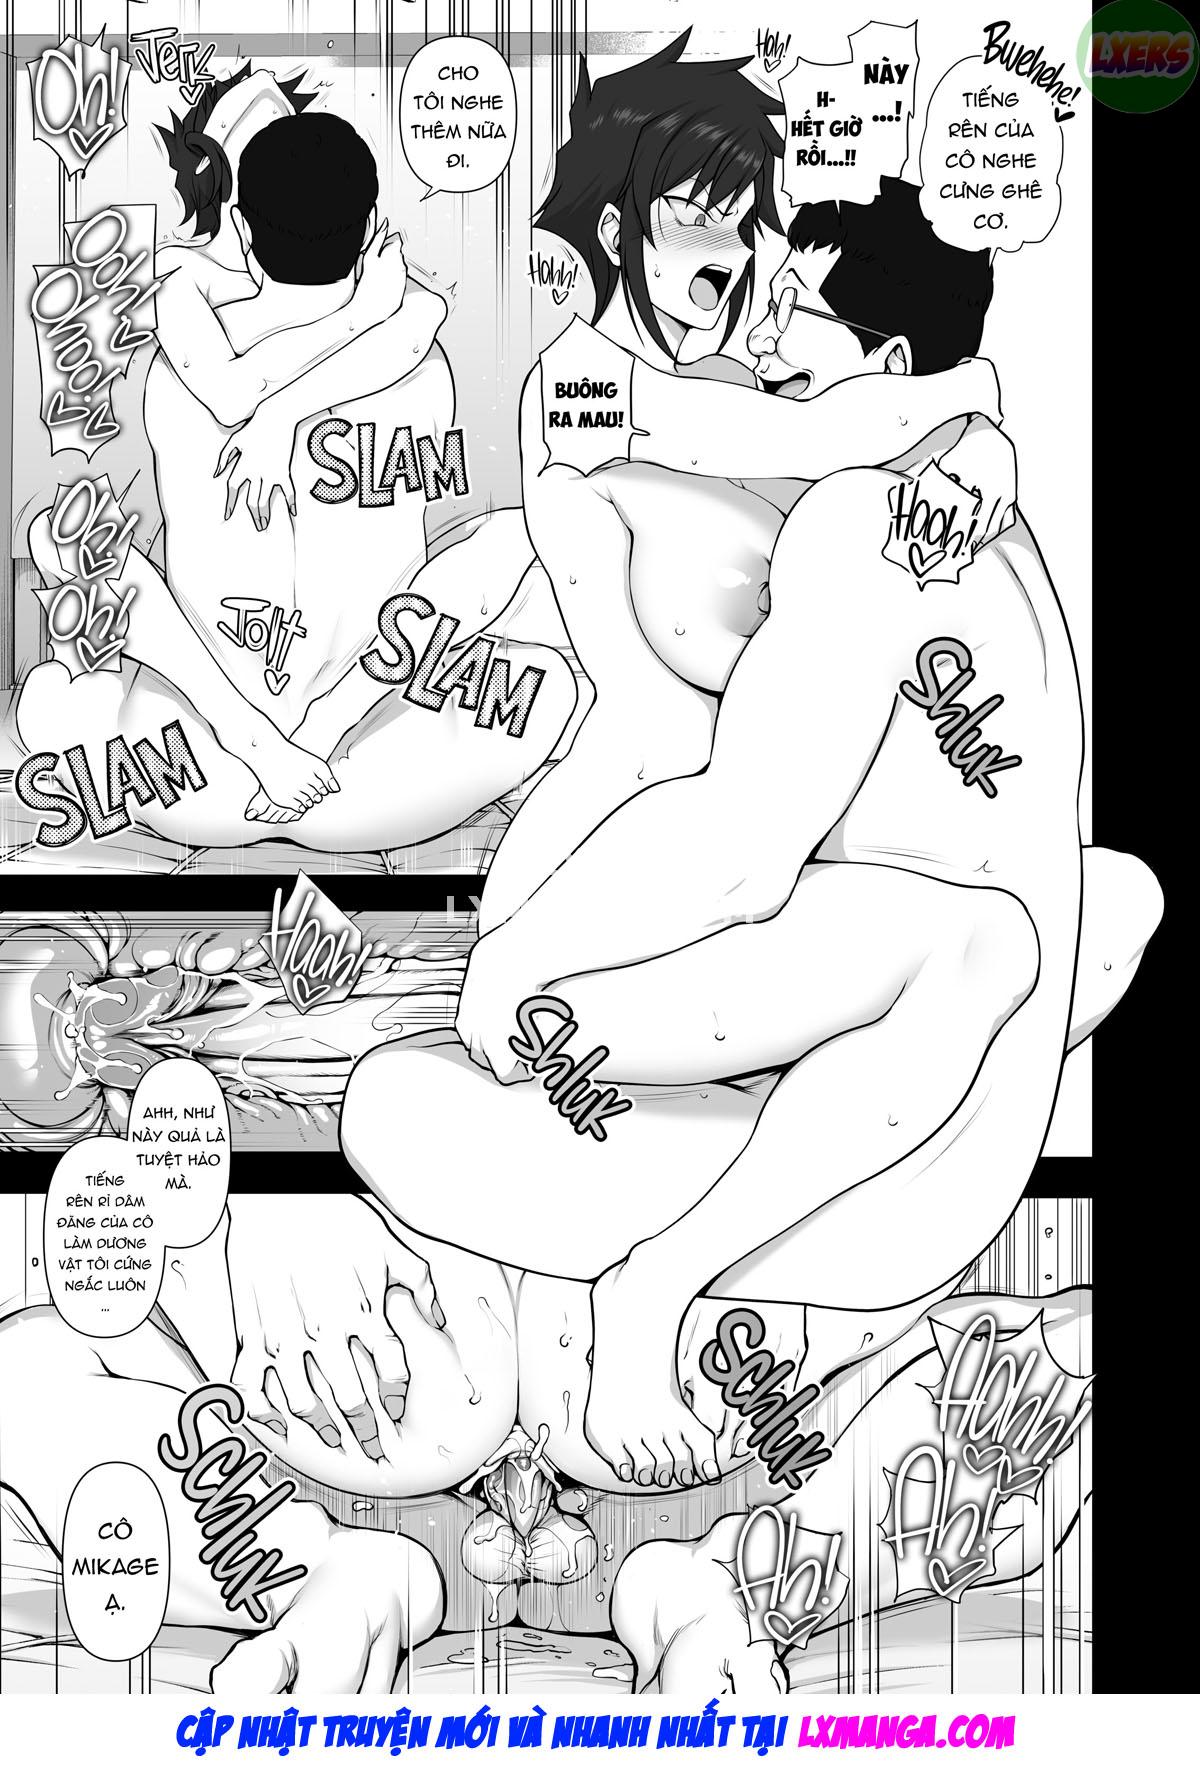 LXERS
Bwehehe!
TIẾNG
RÊN CỦA
CÔ NGHE
CƯNG GHÊ
CƠ.
NÀY
...!
H-
HẾT GIỜ
RỒI...!!
Hah!
Hahh!
BUÔNG
RA MAU!
Haah!
Shluk
Shluk
CHO
TÔI NGHE
THÊM NỮA
ĐI.
Jerk
Oh!
Ooh!
Oh!
Oh!
SLAM
Jolt
SLAM
SLAM
Haah!
AHH, NHƯ
NÀY QUẢ LÀ
TUYỆT HẢO
MÀ.
TIẾNG
RÊN RỈ DÂM
ĐÃNG CỦA CÔ
LÀM DƯƠNG
VẬT TÔI CỨNG
NGẮC LUÔN
...
Schluk
Aahh!
Ah!
Ah!
Schluk
CÔ
MIKAGE
Ạ.
CẬP NHẬT TRUYỆN MỚI VÀ NHANH NHẤT TẠI LXMANGA.COM